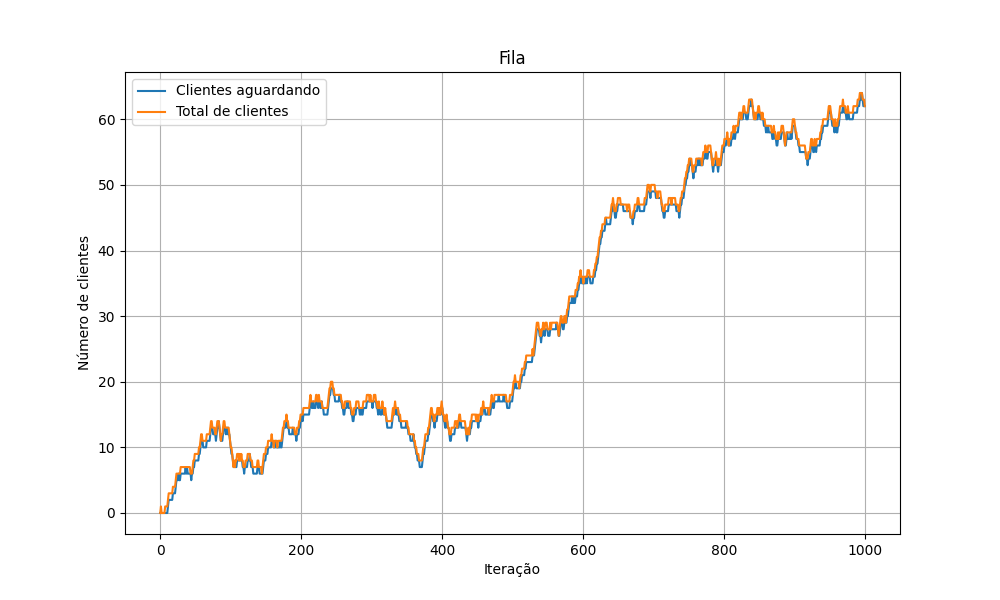 Fila
Clientes aguardando
Total de clientes
Número de clientes
60
50
40
30
20
10
0
0 200 400 600 800 1000
Iteração